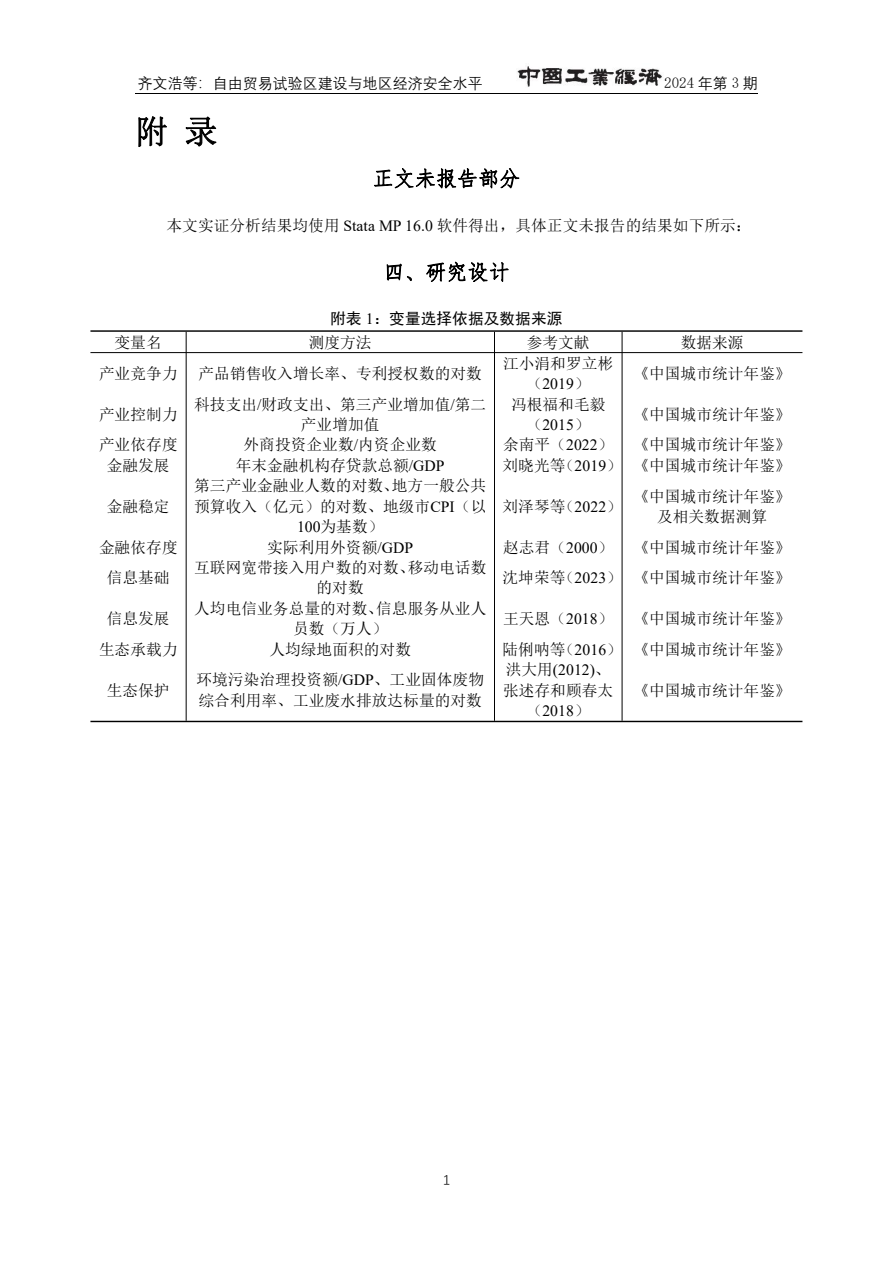 齐文浩等：自由贸易试验区建设与地区经济安全水平 中國工業經濟 2024 年第 3 期
附 录
正文未报告部分
本文实证分析结果均使用 Stata MP 16.0 软件得出，具体正文未报告的结果如下所示：
四、研究设计
附表 1：变量选择依据及数据来源
变量名 测度方法 参考文献 数据来源
产业竞争力 产品销售收入增长率、专利授权数的对数 江小涓和罗立彬
（2019） 《中国城市统计年鉴》
产业控制力 科技支出/财政支出、第三产业增加值/第二
产业增加值 冯根福和毛毅
（2015） 《中国城市统计年鉴》
产业依存度 外商投资企业数/内资企业数 余南平（2022） 《中国城市统计年鉴》
金融发展 年末金融机构存贷款总额/GDP 刘晓光等（2019） 《中国城市统计年鉴》
金融稳定 第三产业金融业人数的对数、地方一般公共
预算收入（亿元）的对数、地级市CPI（以
100为基数） 刘泽琴等（2022） 《中国城市统计年鉴》
及相关数据测算
金融依存度 实际利用外资额/GDP 赵志君（2000） 《中国城市统计年鉴》
信息基础 互联网宽带接入用户数的对数、移动电话数
的对数 沈坤荣等（2023） 《中国城市统计年鉴》
信息发展 人均电信业务总量的对数、信息服务从业人
员数（万人） 王天恩（2018） 《中国城市统计年鉴》
生态承载力 人均绿地面积的对数 陆俐呐等（2016） 《中国城市统计年鉴》
生态保护 环境污染治理投资额/GDP、工业固体废物
综合利用率、工业废水排放达标量的对数 洪大用(2012)、
张述存和顾春太
（2018） 《中国城市统计年鉴》
1